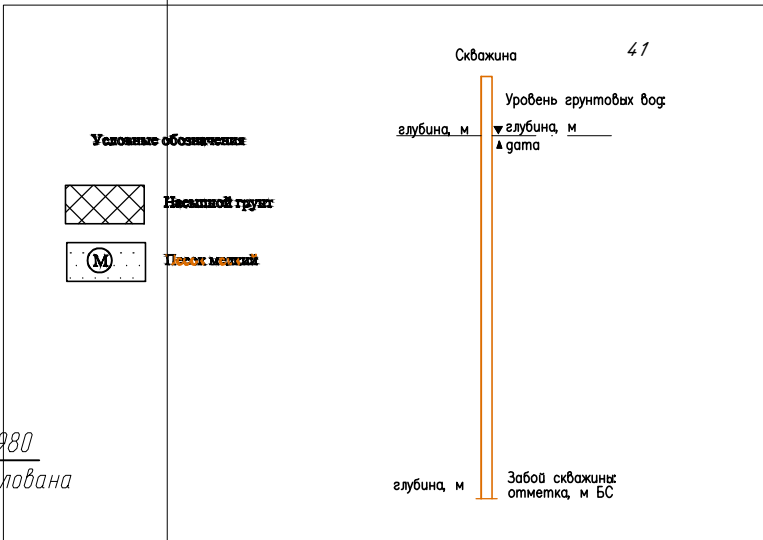 Скважина
41
Уровень грунтовых вод:
глубина, м
глубина, м
дата
Условные обозначения
Насыпной грунт
М
Песок мелкий
980
лована
глубина, м
Забой скважины:
отметка, м БС